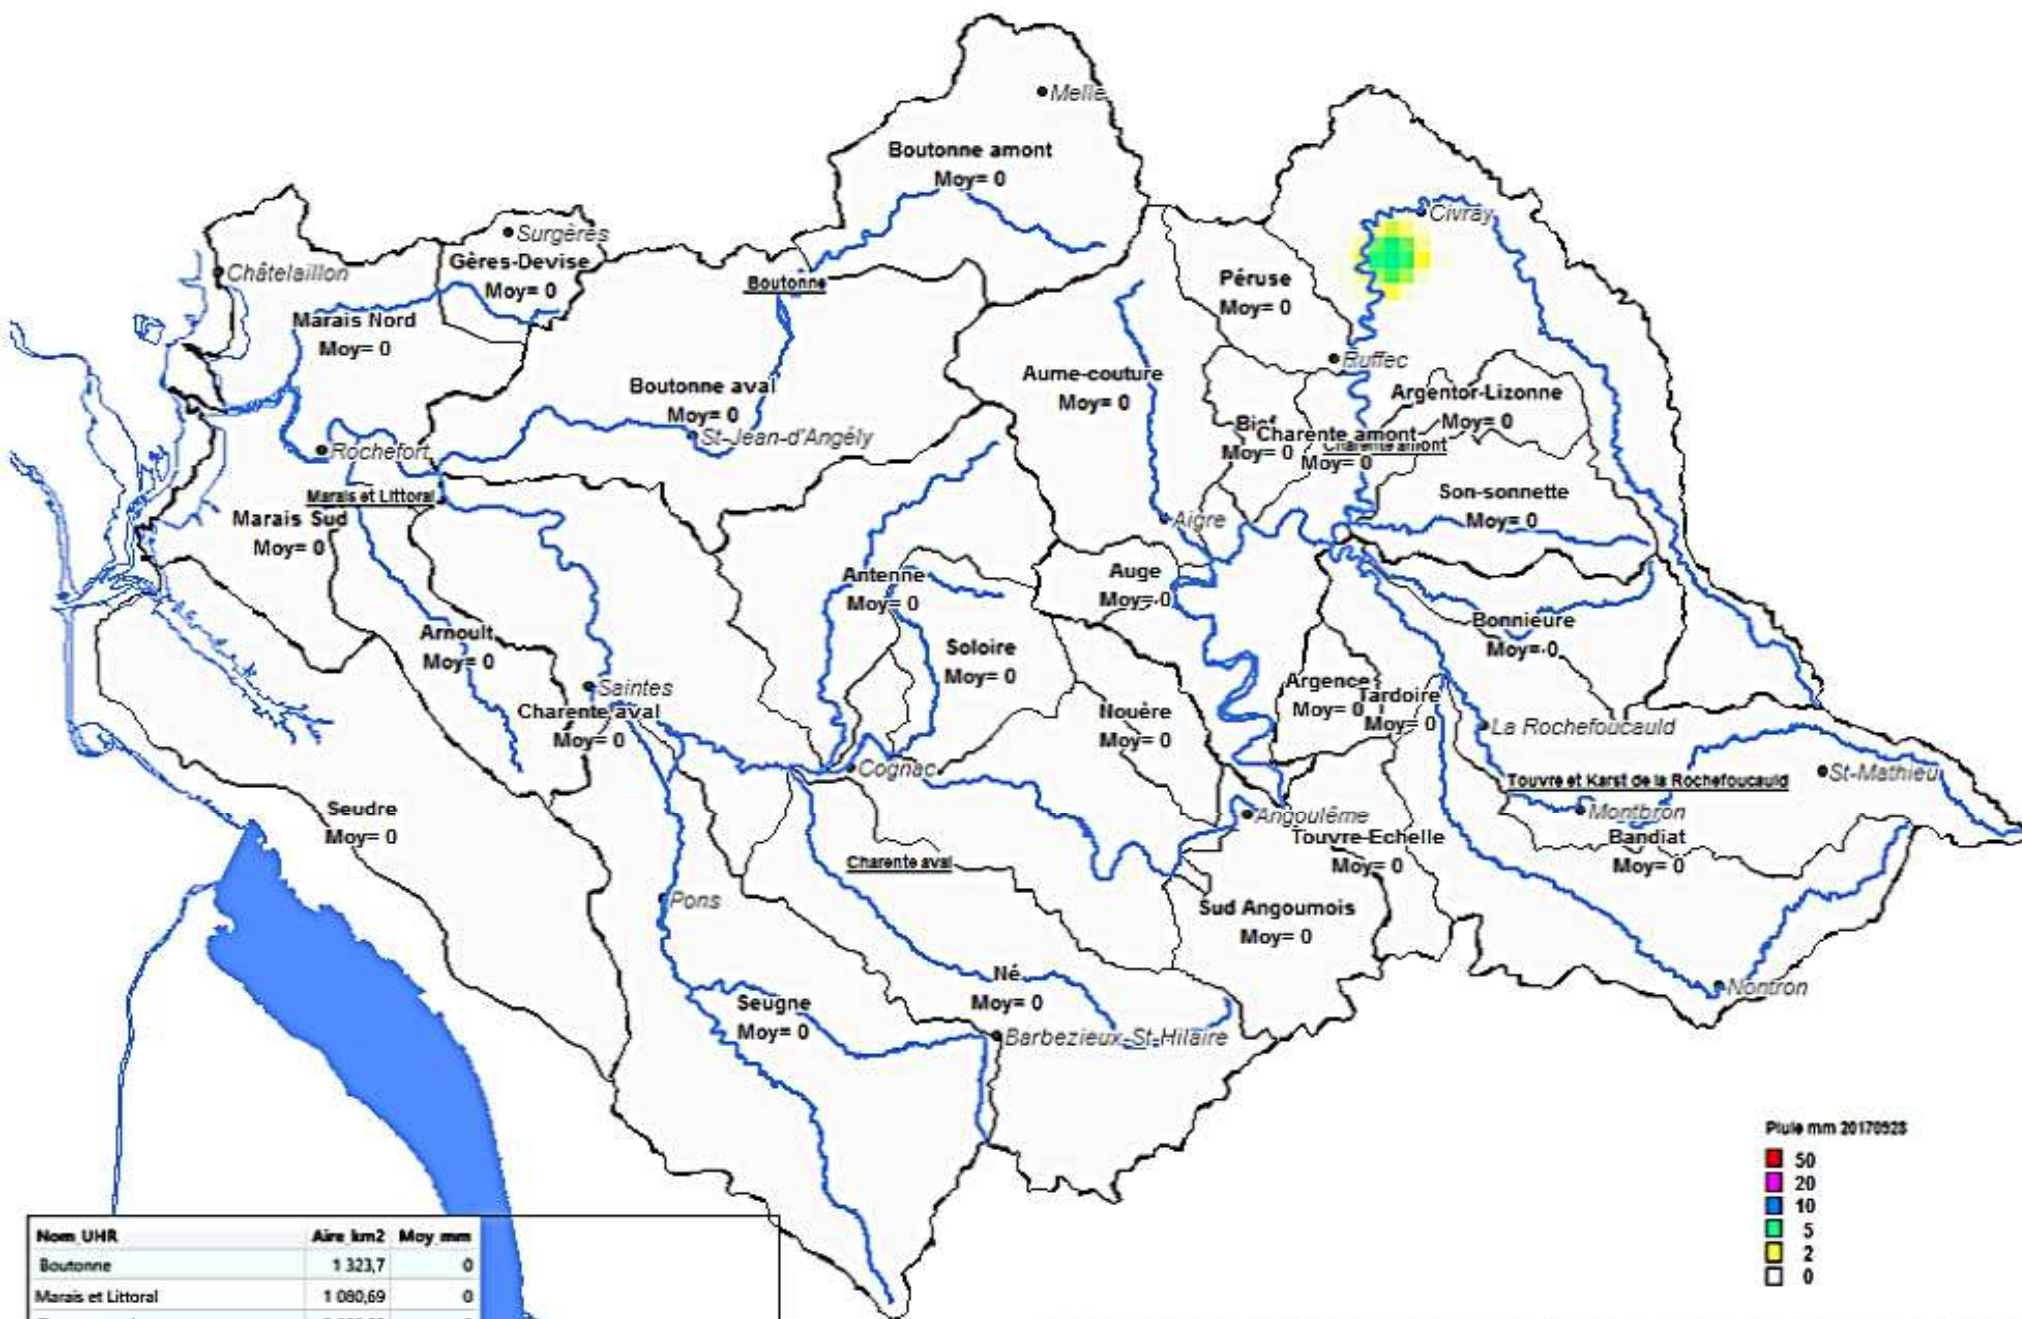 Melle
Boutonne amont
Moy= 0
Civray
Surgères
Châtelaillon
Gères-Devise
Moy= 0
Boutonne
Péruse
Moy= 0
Marais Nord
Moy= 0
Ruffec
Aume-couture
Moy= 0
Boutonne aval
Moy= 0
Argentor-Lizonne
Moy= 0
St-Jean-d'Angély
Bief
Moy= 0
Charente amont
Charente amont
Moy= 0
Rochefort
Marais et Littoral
Son-sonnette
Moy= 0
Marais Sud
Moy= 0
Aigre
Antenne
Moy= 0
Auge
Moy= 0
Bonnieure
Moy= 0
Arnoult
Moy= 0
Soloire
Moy= 0
Saintes
Argence
Moy= 0
Tardoire
Moy= 0
Charente aval
Moy= 0
Nouère
Moy= 0
La Rochefoucauld
Cognac
Touvre et Karst de la Rochefoucauld
St-Mathieu
Seudre
Moy= 0
Angoulême
Montbron
Touvre-Echelle
Moy= 0
Bandiat
Moy= 0
Charente aval
Pons
Sud Angoumois
Moy= 0
Né
Moy= 0
Nontron
Seugne
Moy= 0
Barbezieux-St-Hilaire
Pluie mm 20170928
50
20
10
5
2
0
Nom_UHR Aire_km2 Moy_mm
Boutonne 1 323,7 0
Marais et Littoral 1 080,69 0